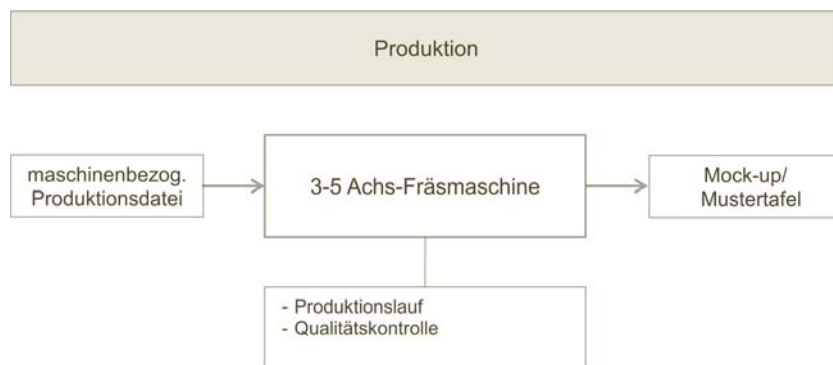 Produktion
maschinenbezog.
Produktionsdatei
3-5 Achs-Fräsmaschine
Mock-up/
Mustertafel
- Produktionslauf
- Qualitätskontrolle